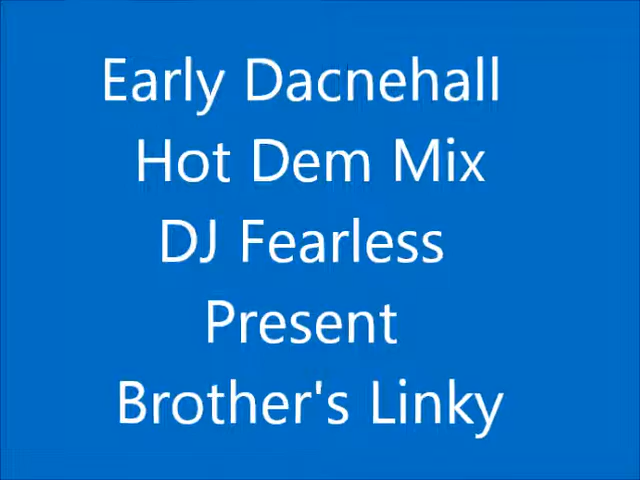 Early Dacnehall
Hot Dem Mix
DJ Fearless
Present
Brother's Linky